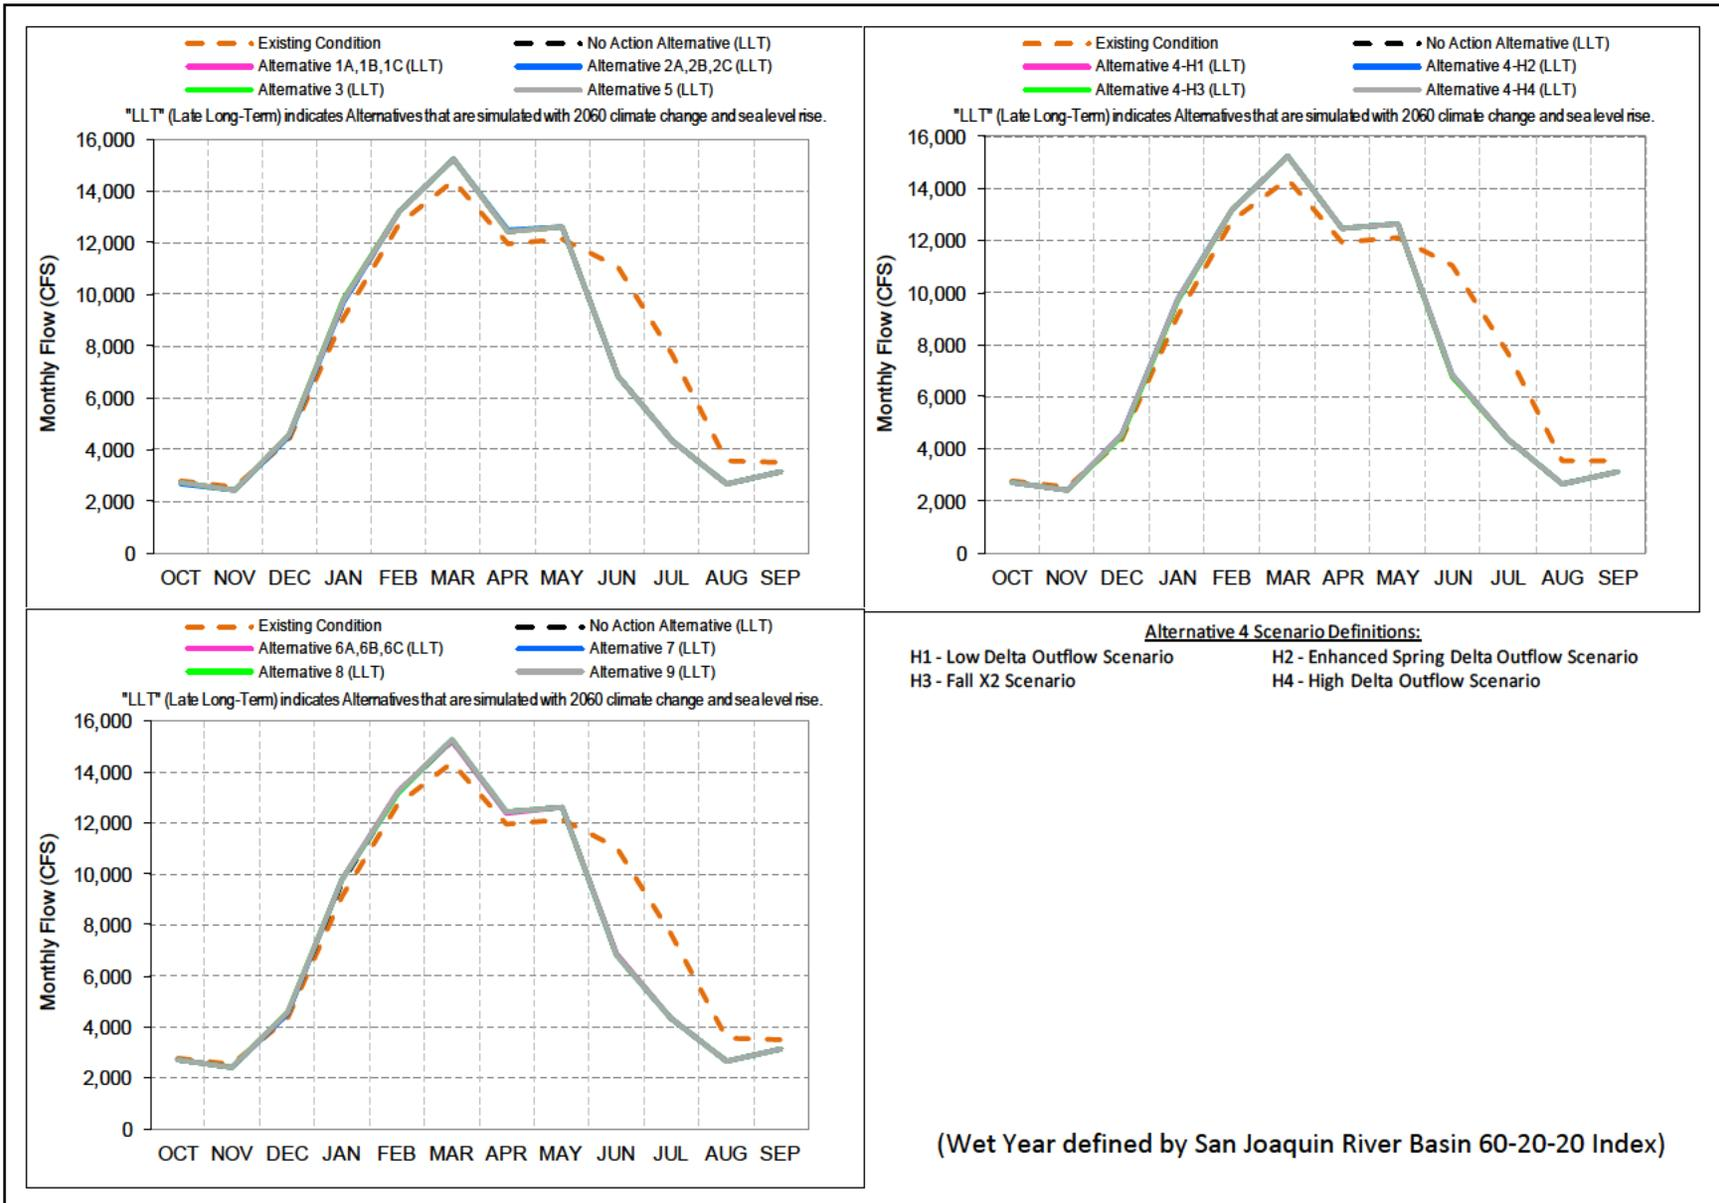 Existing Condition No Action Alternative (LLT)
Alternative 1A,1B,1C (LLT) Alternative 2A,2B,2C (LLT)
Alternative 3 (LLT) Alternative 5 (LLT)
"LLT" (Late Long-Term) indicates Alternatives that are simulated with 2060 climate change and sea level rise.
16,000
14,000
12,000
10,000
8,000
6,000
4,000
2,000
0
Monthly Flow (CFS)
OCT NOV DEC JAN FEB MAR APR MAY JUN JUL AUG SEP
Existing Condition No Action Alternative (LLT)
Alternative 4-H1 (LLT) Alternative 4-H2 (LLT)
Alternative 4-H3 (LLT) Alternative 4-H4 (LLT)
"LLT" (Late Long-Term) indicates Alternatives that are simulated with 2060 climate change and sea level rise.
16,000
14,000
12,000
10,000
8,000
6,000
4,000
2,000
0
Monthly Flow (CFS)
OCT NOV DEC JAN FEB MAR APR MAY JUN JUL AUG SEP
Existing Condition No Action Alternative (LLT)
Alternative 6A,6B,6C (LLT) Alternative 7 (LLT)
Alternative 8 (LLT) Alternative 9 (LLT)
"LLT" (Late Long-Term) indicates Alternatives that are simulated with 2060 climate change and sea level rise.
16,000
14,000
12,000
10,000
8,000
6,000
4,000
2,000
0
Monthly Flow (CFS)
OCT NOV DEC JAN FEB MAR APR MAY JUN JUL AUG SEP
Alternative 4 Scenario Definitions:
H1 - Low Delta Outflow Scenario H2 - Enhanced Spring Delta Outflow Scenario
H3 - Fall X2 Scenario H4 - High Delta Outflow Scenario
(Wet Year defined by San Joaquin River Basin 60-20-20 Index)